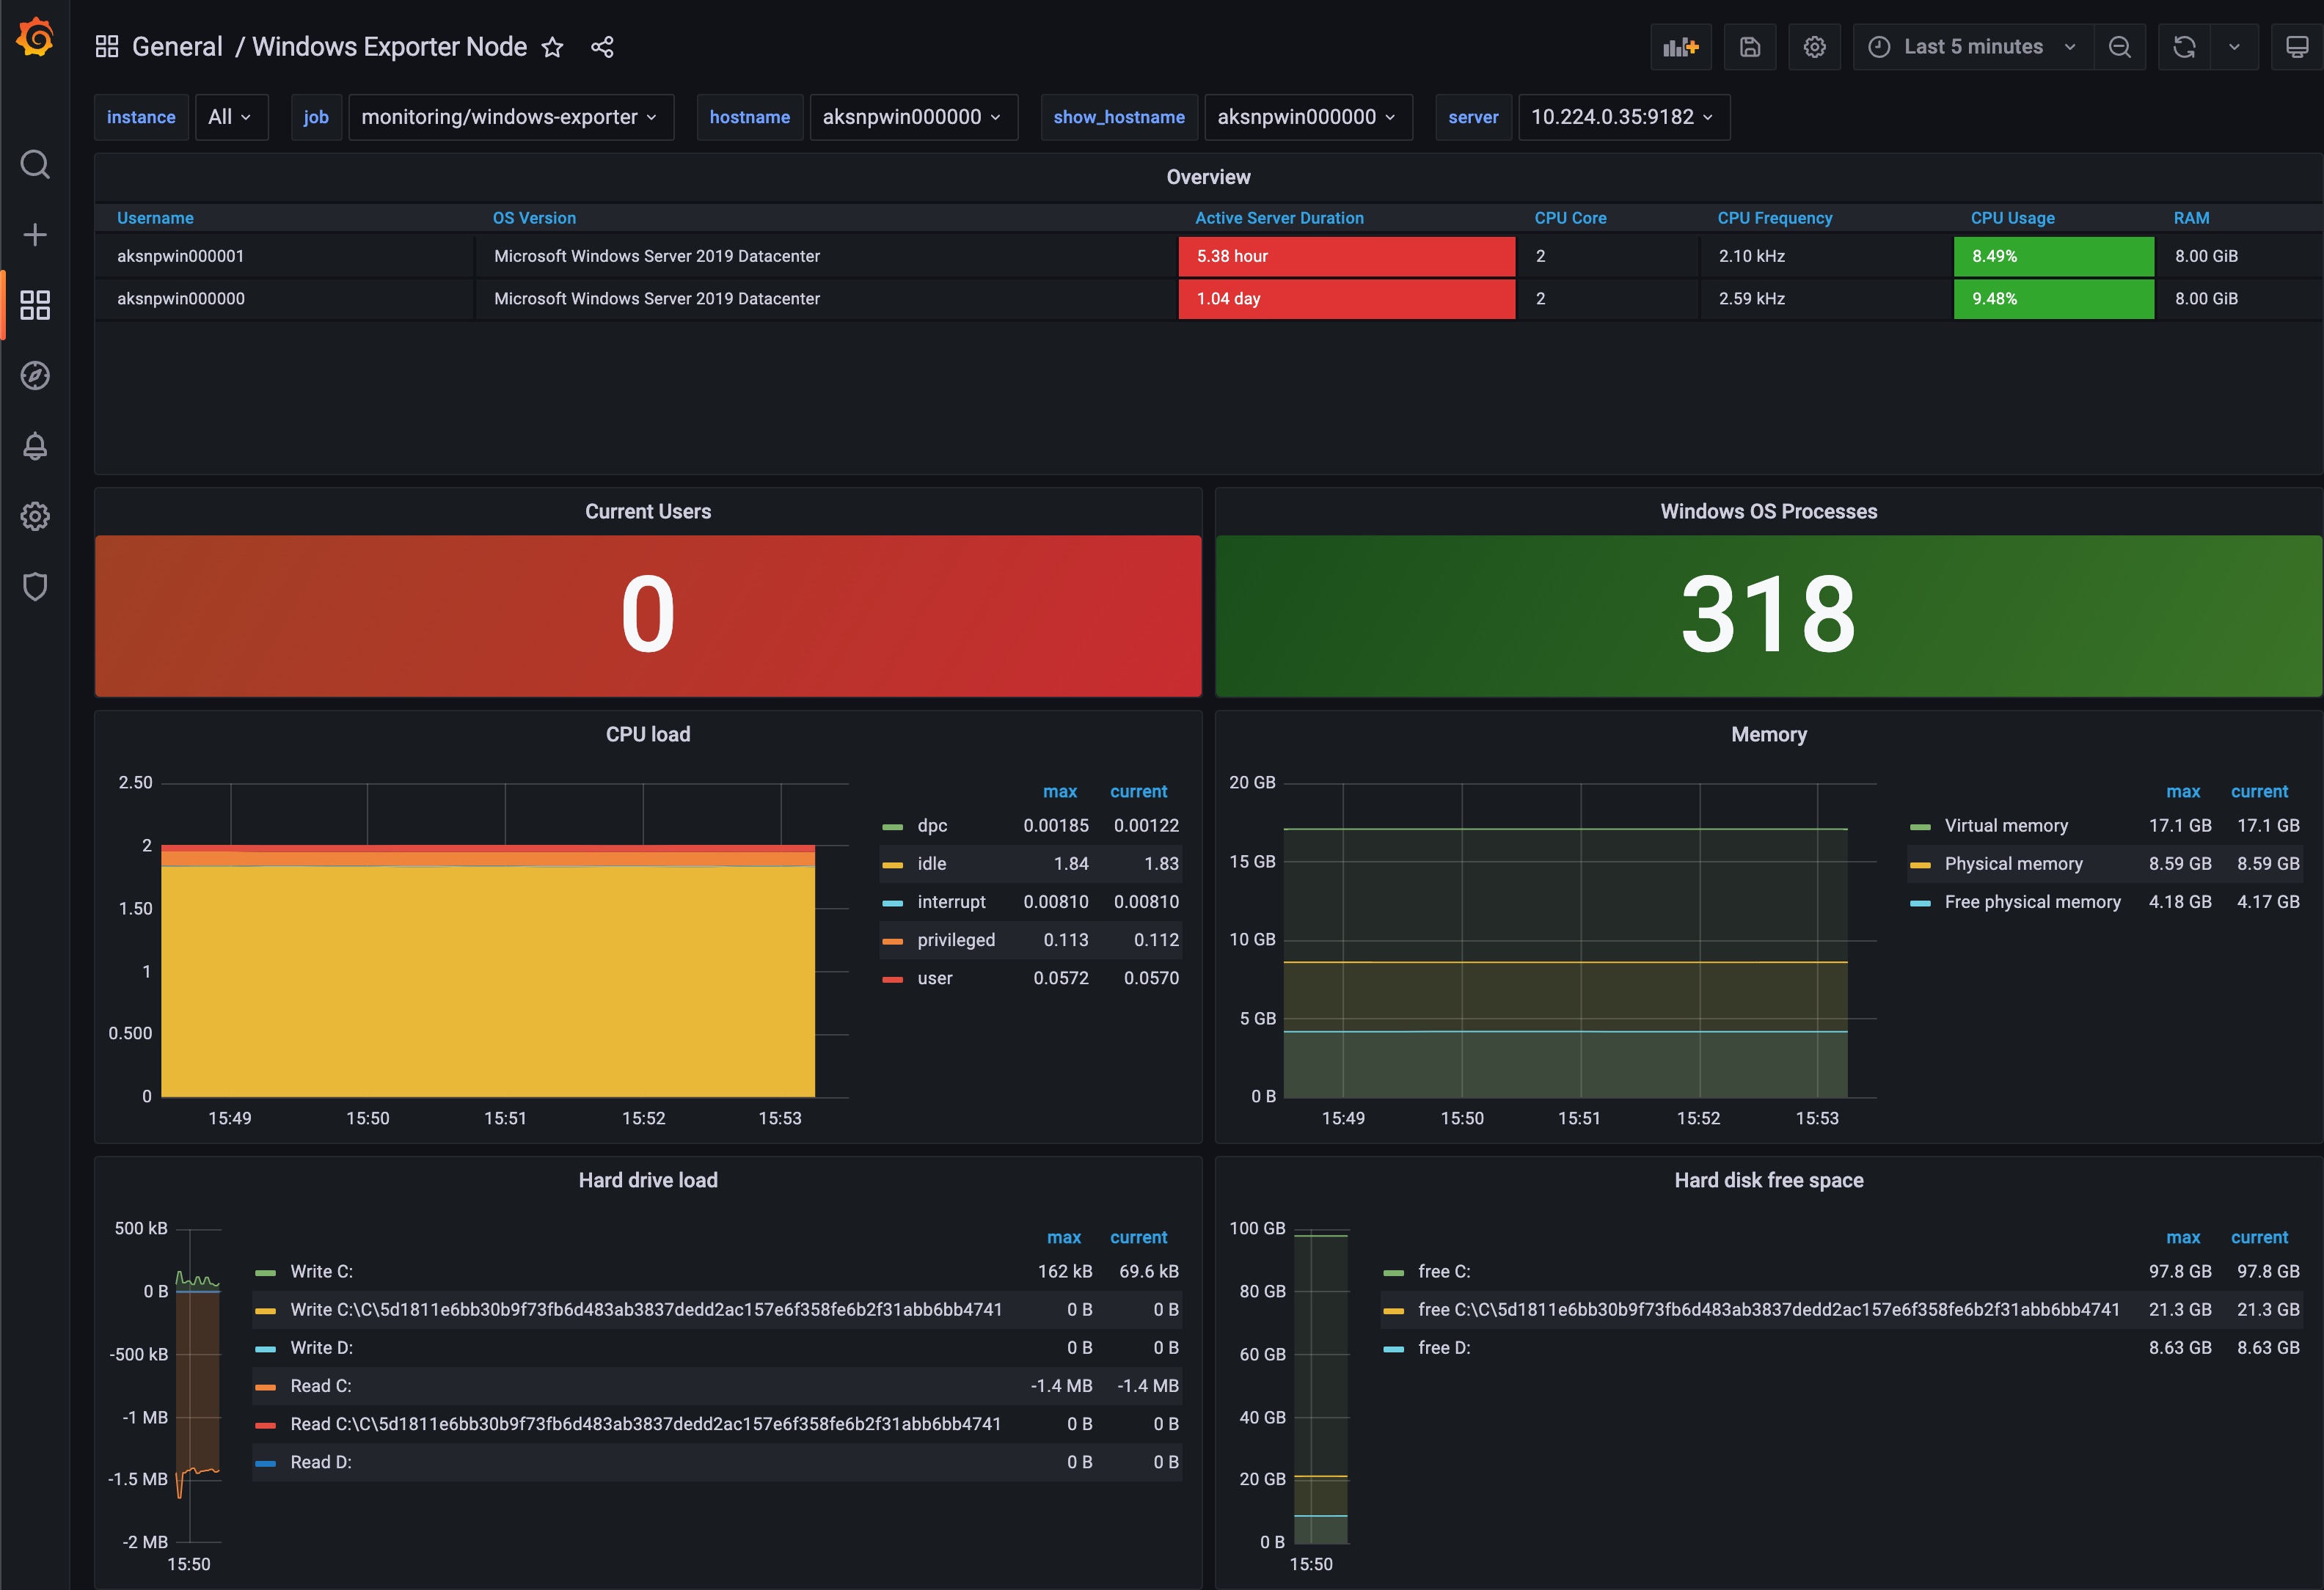 General / Windows Exporter Node
Last 5 minutes
instance All job monitoring/windows-exporter hostname aksnpwin000000 show_hostname aksnpwin000000 server 10.224.0.35:9182
Overview
Username OS Version Active Server Duration CPU Core CPU Frequency CPU Usage RAM
aksnpwin000001 Microsoft Windows Server 2019 Datacenter 5.38 hour 2 2.10 kHz 8.49% 8.00 GiB
aksnpwin000000 Microsoft Windows Server 2019 Datacenter 1.04 day 2 2.59 kHz 9.48% 8.00 GiB
Current Users
0
Windows OS Processes
318
CPU load
2.50
2
1.50
1
0.500
0
15:49 15:50 15:51 15:52 15:53
max current
dpc 0.00185 0.00122
idle 1.84 1.83
interrupt 0.00810 0.00810
privileged 0.113 0.112
user 0.0572 0.0570
Memory
20 GB
15 GB
10 GB
5 GB
0 B
15:49 15:50 15:51 15:52 15:53
max current
Virtual memory 17.1 GB 17.1 GB
Physical memory 8.59 GB 8.59 GB
Free physical memory 4.18 GB 4.17 GB
Hard drive load
500 kB
0 B
-500 kB
-1 MB
-1.5 MB
-2 MB
15:50
max current
Write C: 162 kB 69.6 kB
Write C:\C\5d1811e6bb30b9f73fb6d483ab3837dedd2ac157e6f358fe6b2f31abb6bb4741 0 B 0 B
Write D: 0 B 0 B
Read C: -1.4 MB -1.4 MB
Read C:\C\5d1811e6bb30b9f73fb6d483ab3837dedd2ac157e6f358fe6b2f31abb6bb4741 0 B 0 B
Read D: 0 B 0 B
Hard disk free space
100 GB
80 GB
60 GB
40 GB
20 GB
0 B
15:50
max current
free C: 97.8 GB 97.8 GB
free C:\C\5d1811e6bb30b9f73fb6d483ab3837dedd2ac157e6f358fe6b2f31abb6bb4741 21.3 GB 21.3 GB
free D: 8.63 GB 8.63 GB